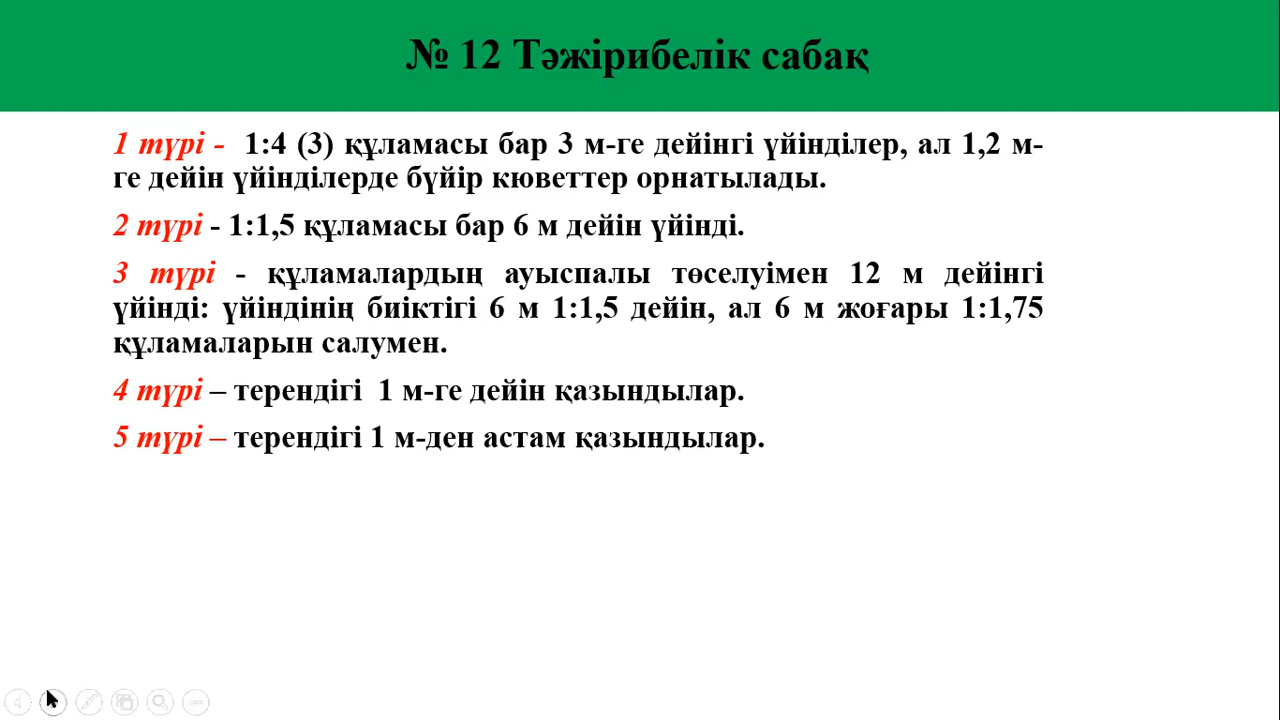 № 12 Тәжірибелік сабақ
1 түрі - 1:4 (3) құламасы бар 3 м-ге дейінгі үйінділер, ал 1,2 м-
ге дейін үйінділерде бүйір кюветтер орнатылады.
2 түрі - 1:1,5 құламасы бар 6 м дейін үйінді.
3 түрі - құламалардың ауыспалы төселуімен 12 м дейінгі
үйінді: үйіндінің биіктігі 6 м 1:1,5 дейін, ал 6 м жоғары 1:1,75
құламаларын салумен.
4 түрі – терендігі 1 м-ге дейін қазындылар.
5 түрі – терендігі 1 м-ден астам қазындылар.